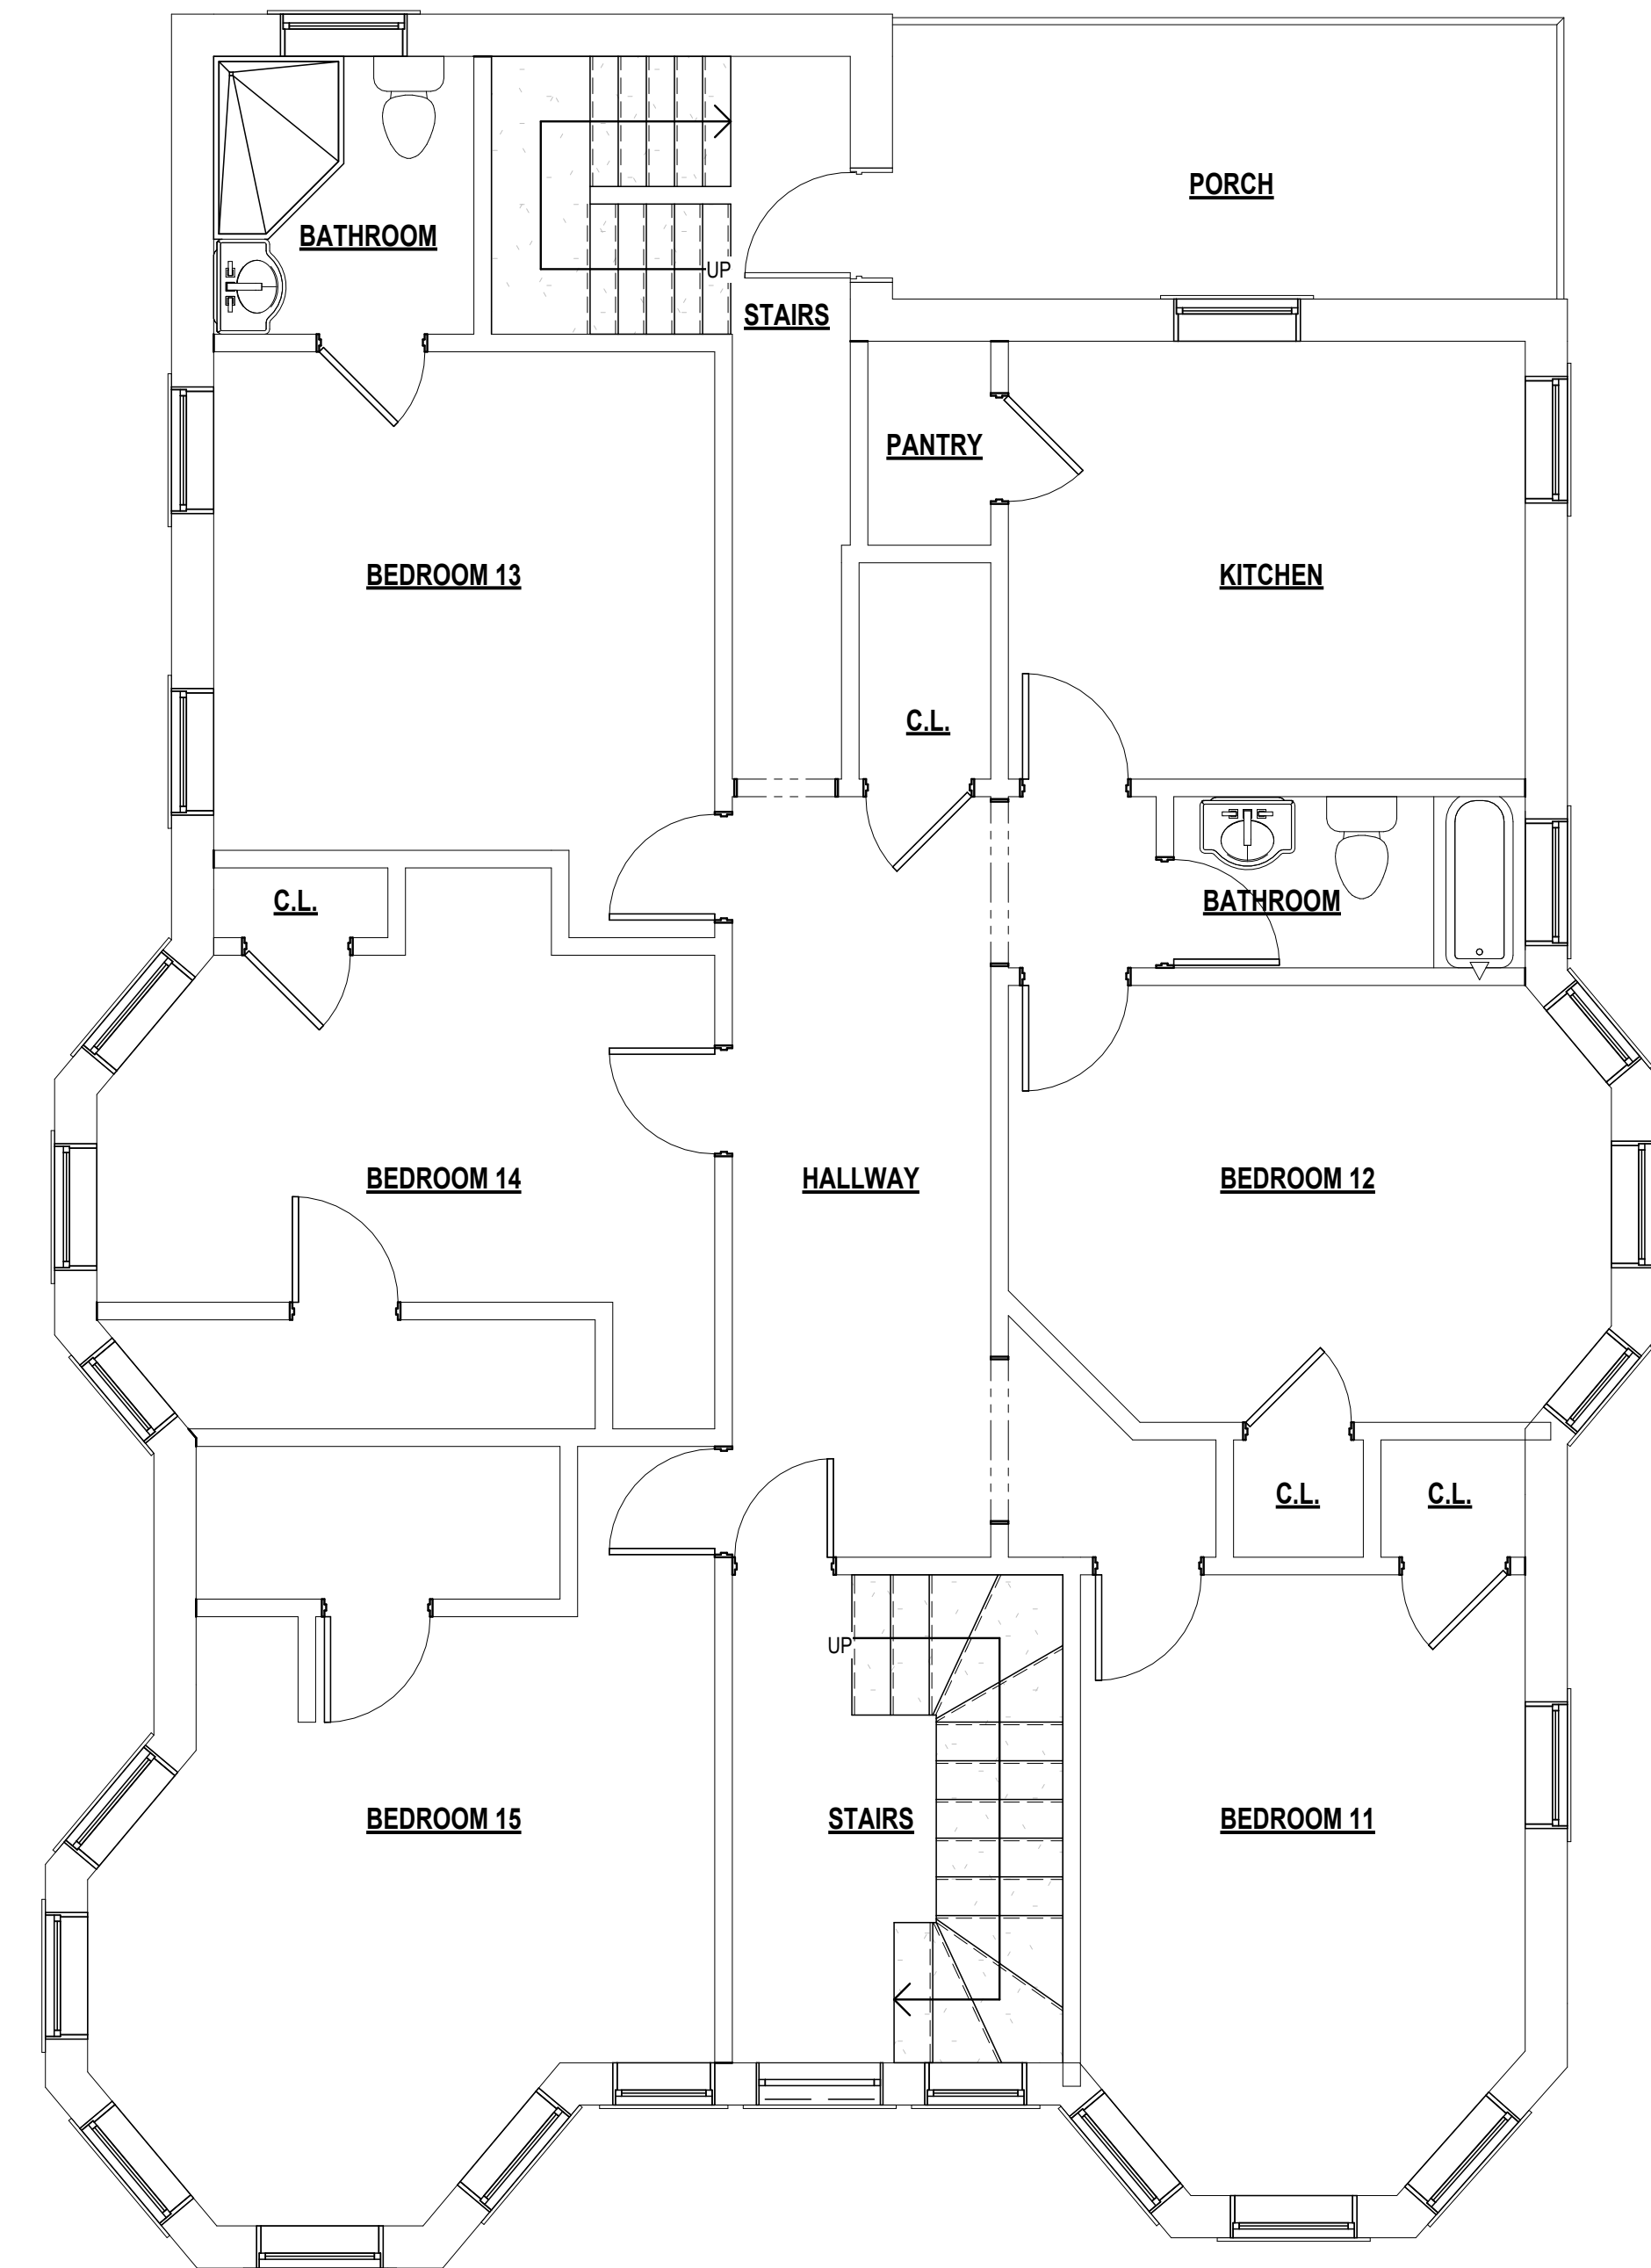 PORCH
BATHROOM
UP
STAIRS
PANTRY
BEDROOM 13
KITCHEN
C.L.
C.L.
BATHROOM
BEDROOM 14
HALLWAY
BEDROOM 12
C.L.
C.L.
UP
BEDROOM 15
STAIRS
BEDROOM 11